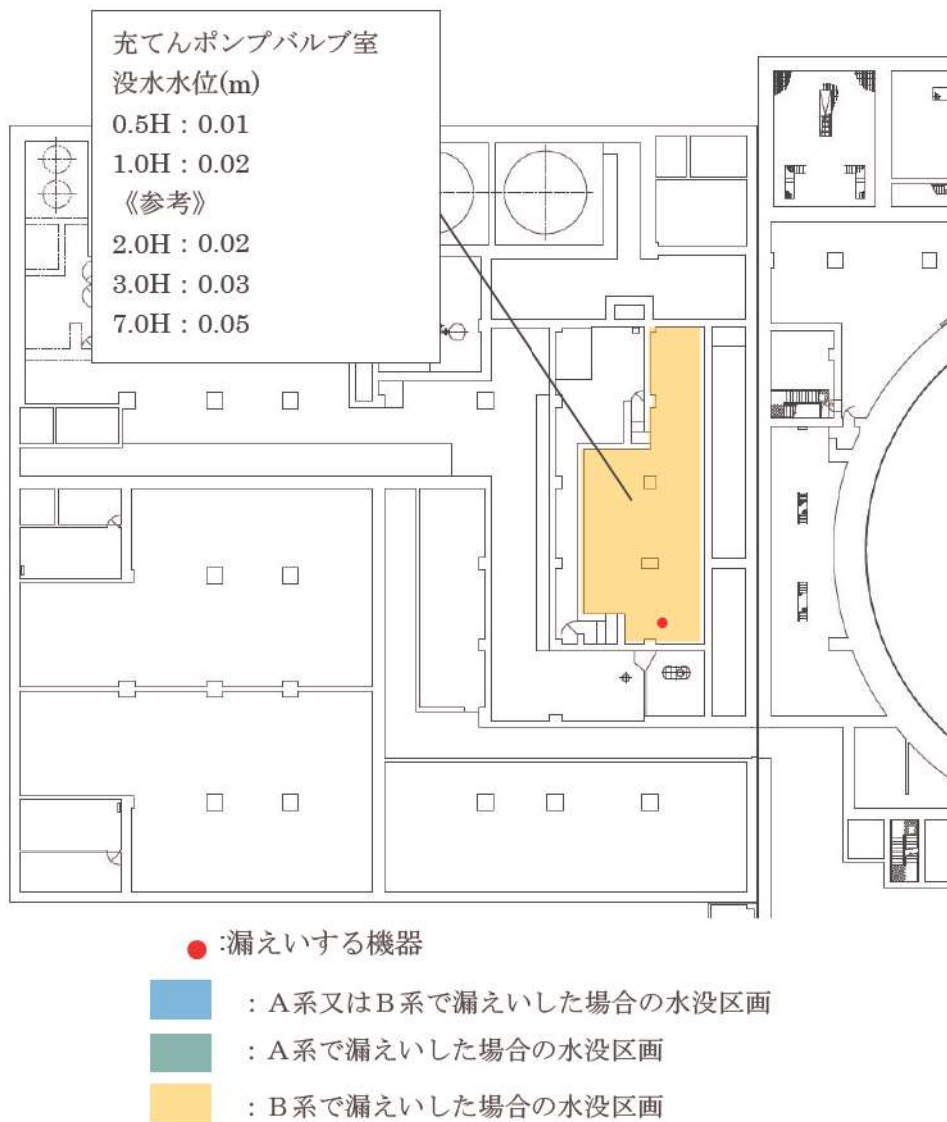 充てんポンプバルブ室
没水水位(m)
0.5H：0.01
1.0H：0.02
《参考》
2.0H：0.02
3.0H：0.03
7.0H：0.05
:漏えいする機器
：A系又はB系で漏えいした場合の水没区画
：A系で漏えいした場合の水没区画
：B系で漏えいした場合の水没区画